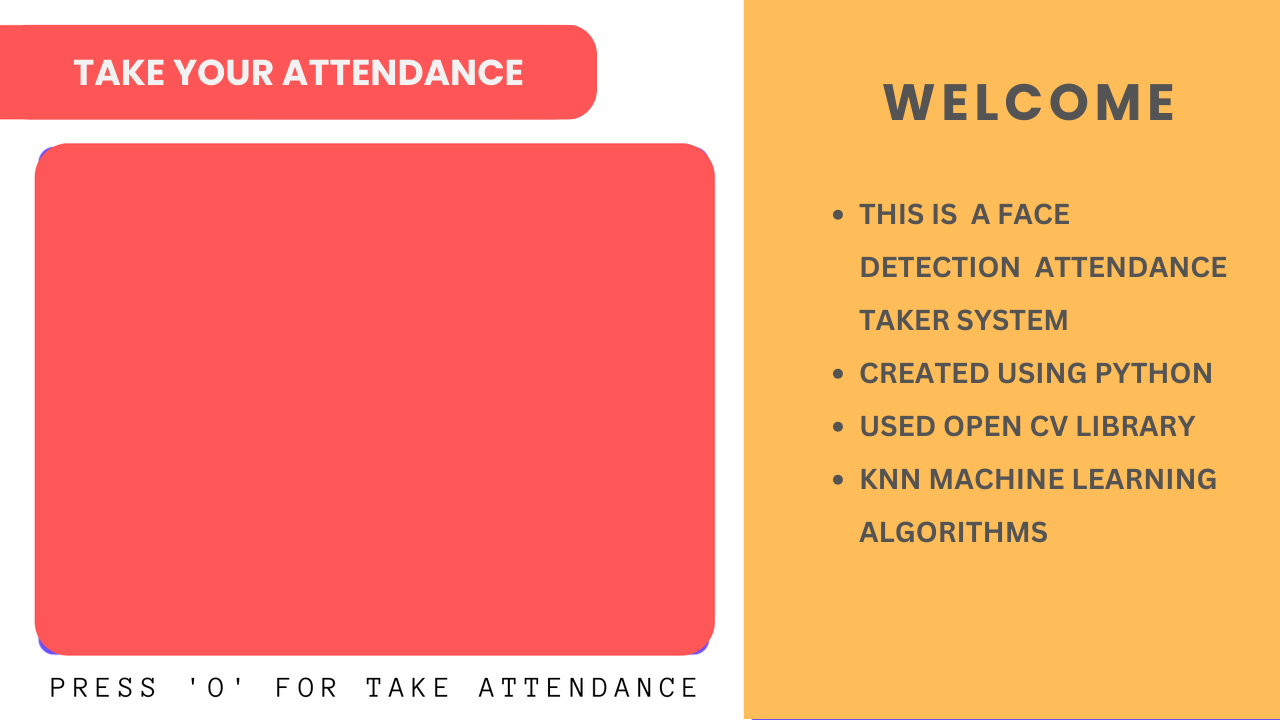 TAKE YOUR ATTENDANCE
PRESS 'O' FOR TAKE ATTENDANCE
WELCOME
• THIS IS A FACE
DETECTION ATTENDANCE
TAKER SYSTEM
• CREATED USING PYTHON
• USED OPEN CV LIBRARY
• KNN MACHINE LEARNING
ALGORITHMS